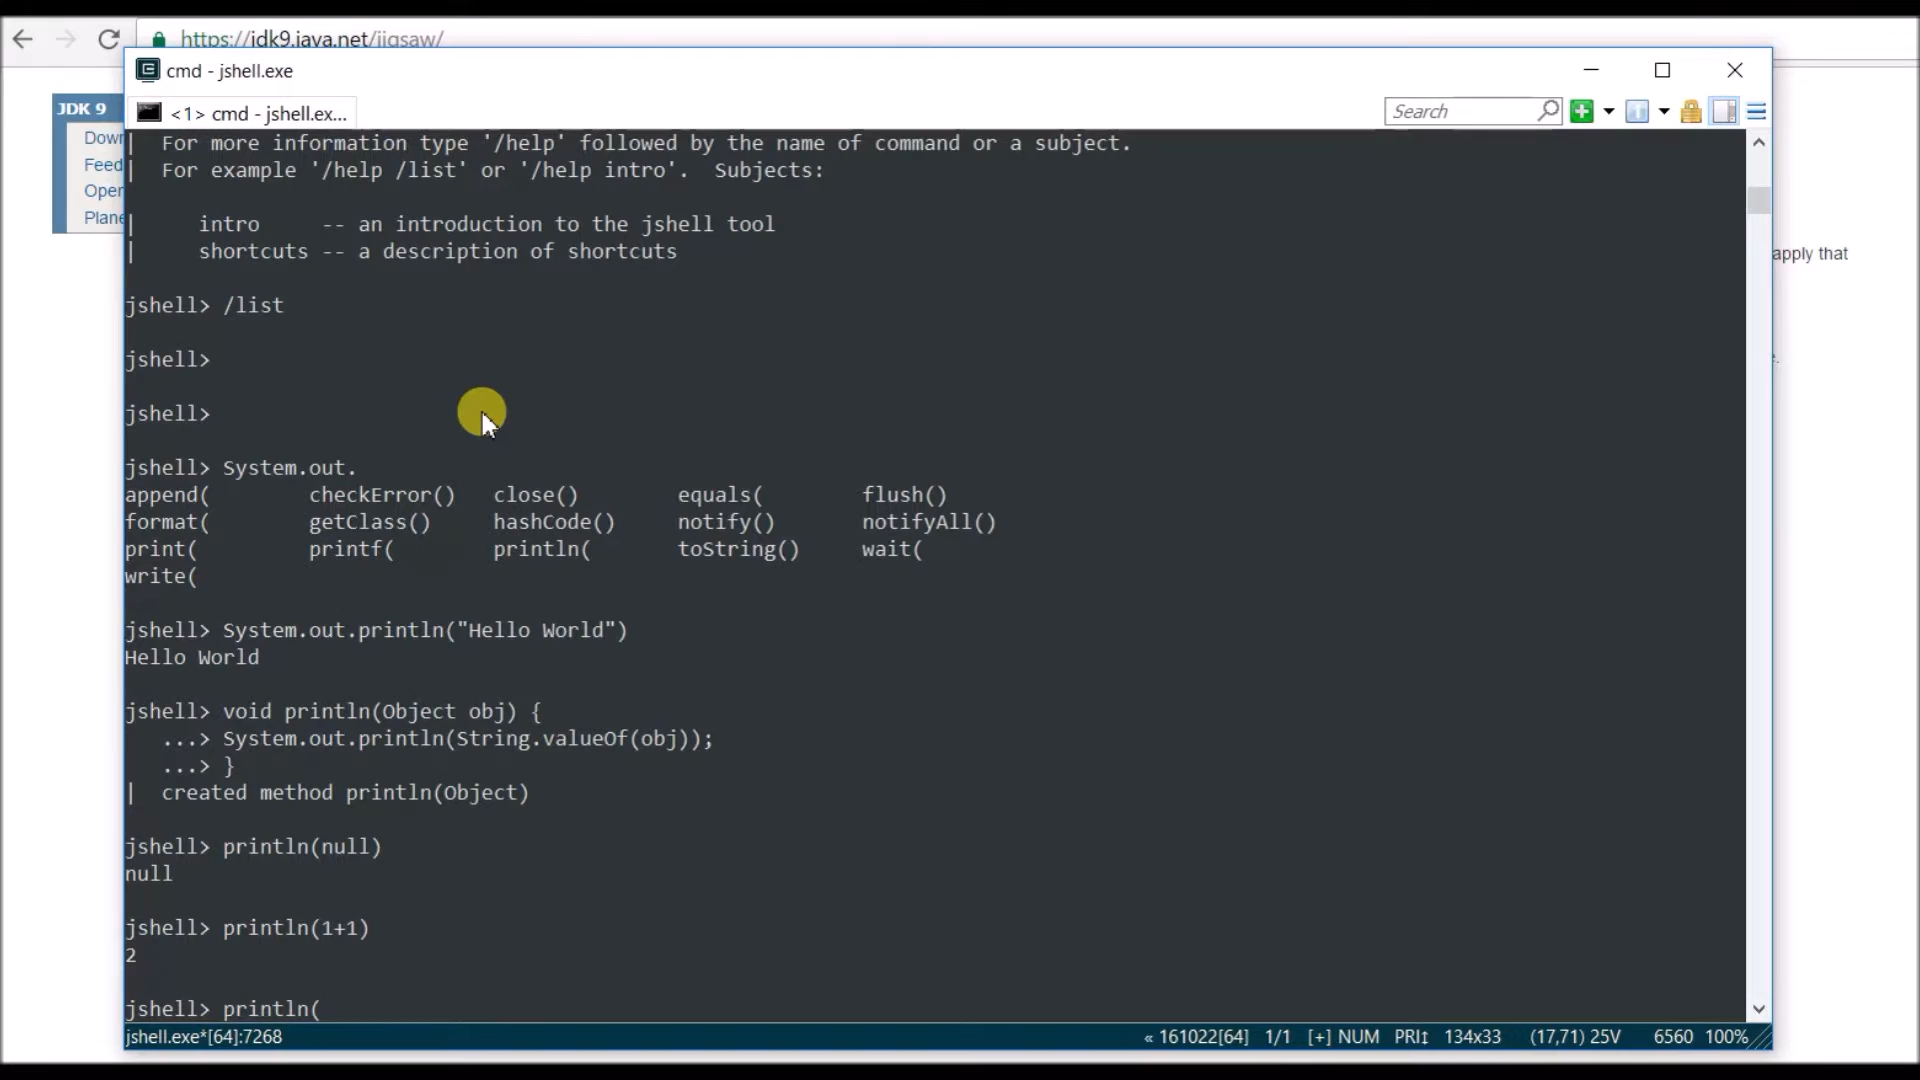 https://jdk9.java.net/jigsaw/
cmd - jshell.exe
<1> cmd - jshell.ex...
Search
JDK 9
Down
Feed
Open
Plane
apply that
|  For more information type '/help' followed by the name of command or a subject.
|  For example '/help /list' or '/help intro'.  Subjects:
|     intro     -- an introduction to the jshell tool
|     shortcuts -- a description of shortcuts
jshell> /list
jshell>
jshell>
jshell> System.out.
append(         checkError()   close()        equals(        flush()
format(         getClass()     hashCode()     notify()       notifyAll()
print(          printf(        println(       toString()     wait(
write(
jshell> System.out.println("Hello World")
Hello World
jshell> void println(Object obj) {
   ...> System.out.println(String.valueOf(obj));
   ...> }
|  created method println(Object)
jshell> println(null)
null
jshell> println(1+1)
2
jshell> println(
jshell.exe*[64]:7268
« 161022[64]  1/1  [+] NUM  PRI↕  134x33  (17,71) 25V  6560  100%